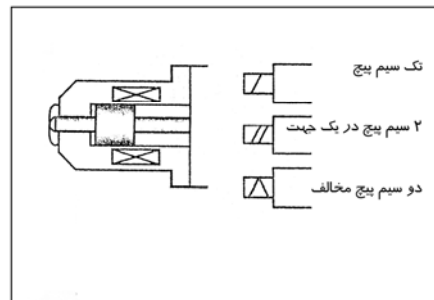 تک سیم پیچ
۲ سیم پیچ در یک جهت
دو سیم پیچ مخالف